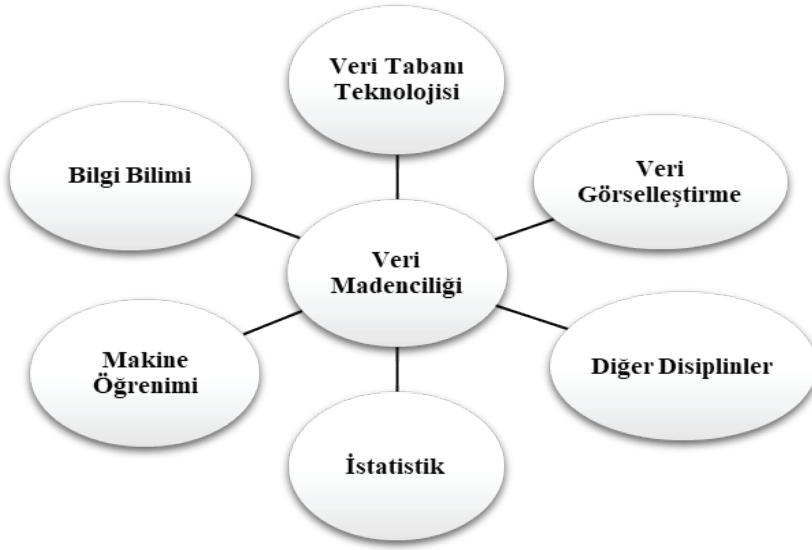 Veri Tabanı
Teknolojisi
Bilgi Bilimi
Veri
Görselleştirme
Veri
Madenciliği
Makine
Öğrenimi
Diğer Disiplinler
İstatistik